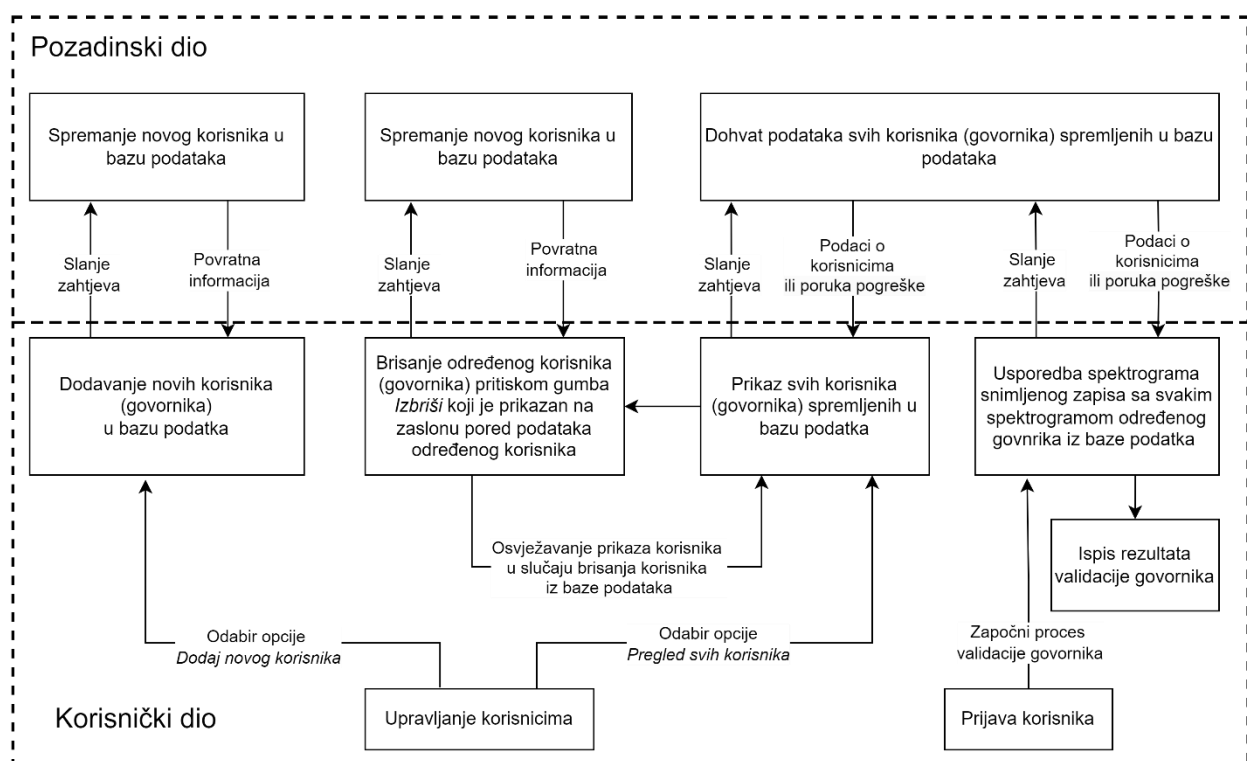 Pozadinski dio
Spremanje novog korisnika u
bazu podataka
Spremanje novog korisnika u
bazu podataka
Dohvat podataka svih korisnika (govornika) spremljenih u bazu
podataka
Slanje
zahtjeva
Povratna
informacija
Slanje
zahtjeva
Povratna
informacija
Slanje
zahtjeva
Podaci o
korisnicima
ili poruka pogreške
Slanje
zahtjeva
Podaci o
korisnicima
ili poruka pogreške
Dodavanje novih korisnika
(govornika)
u bazu podatka
Brisanje određenog korisnika
(govornika) pritiskom gumba
Izbriši koji je prikazan na
zaslonu pored podataka
određenog korisnika
Prikaz svih korisnika
(govornika) spremljenih u
bazu podatka
Usporedba spektrograma
snimljenog zapisa sa svakim
spektrogramom određenog
govnrika iz baze podatka
Osvježavanje prikaza korisnika
u slučaju brisanja korisnika
iz baze podataka
Ispis rezultata
validacije govornika
Odabir opcije
Dodaj novog korisnika
Odabir opcije
Pregled svih korisnika
Započni proces
validacije govornika
Korisnički dio
Upravljanje korisnicima
Prijava korisnika